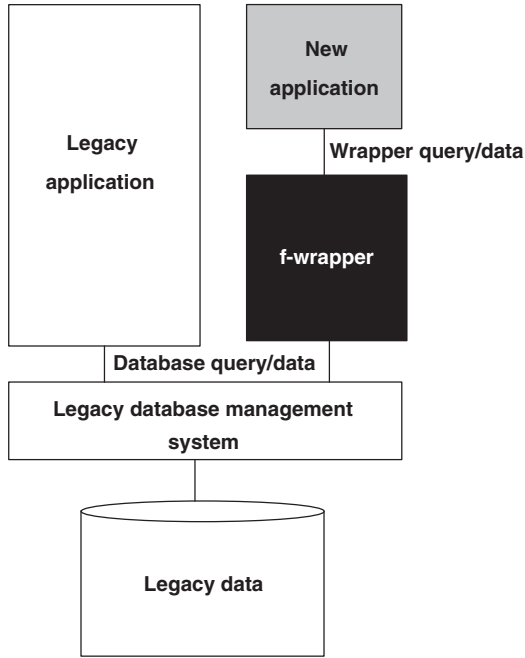 New
application
Wrapper query/data
Legacy
application
f-wrapper
Database query/data
Legacy database management
system
Legacy data